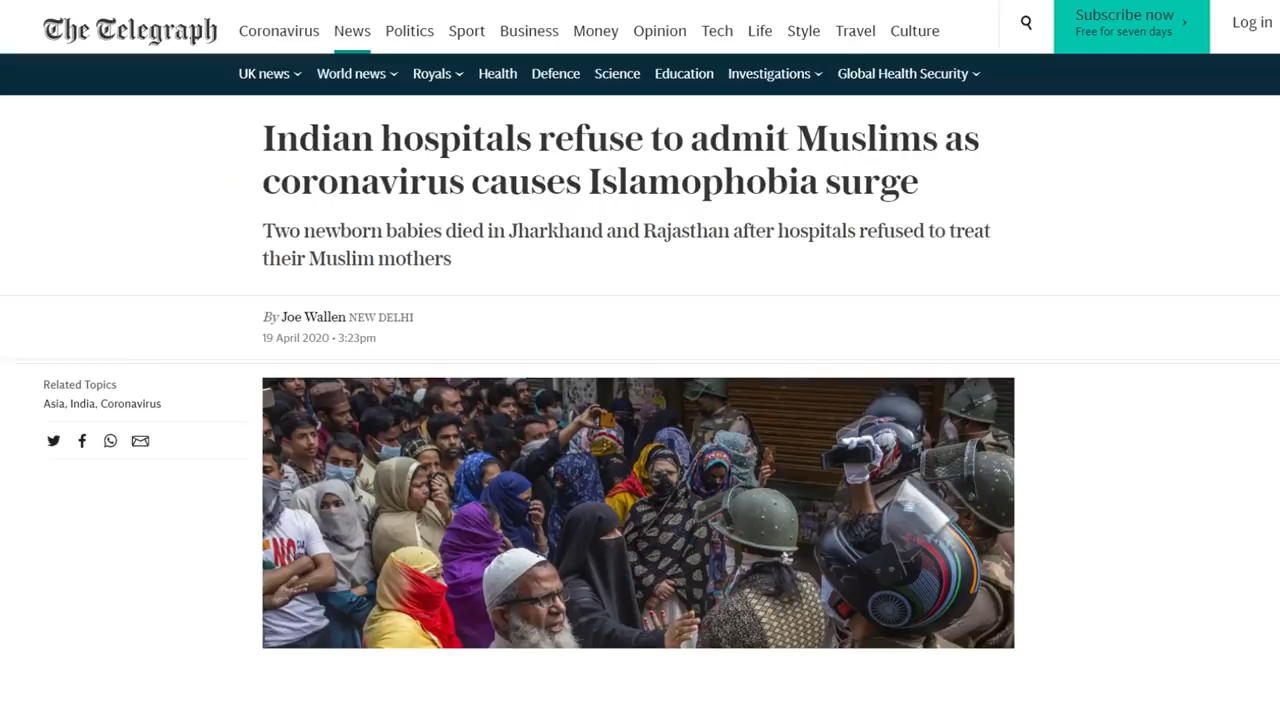 The Telegraph
Coronavirus News Politics Sport Business Money Opinion Tech Life Style Travel Culture
Subscribe now
Free for seven days
Log in
UK news World news Royals Health Defence Science Education Investigations Global Health Security
Indian hospitals refuse to admit Muslims as
coronavirus causes Islamophobia surge
Two newborn babies died in Jharkhand and Rajasthan after hospitals refused to treat
their Muslim mothers
By Joe Wallen NEW DELHI
19 April 2020 • 3:23pm
Related Topics
Asia, India, Coronavirus
NO